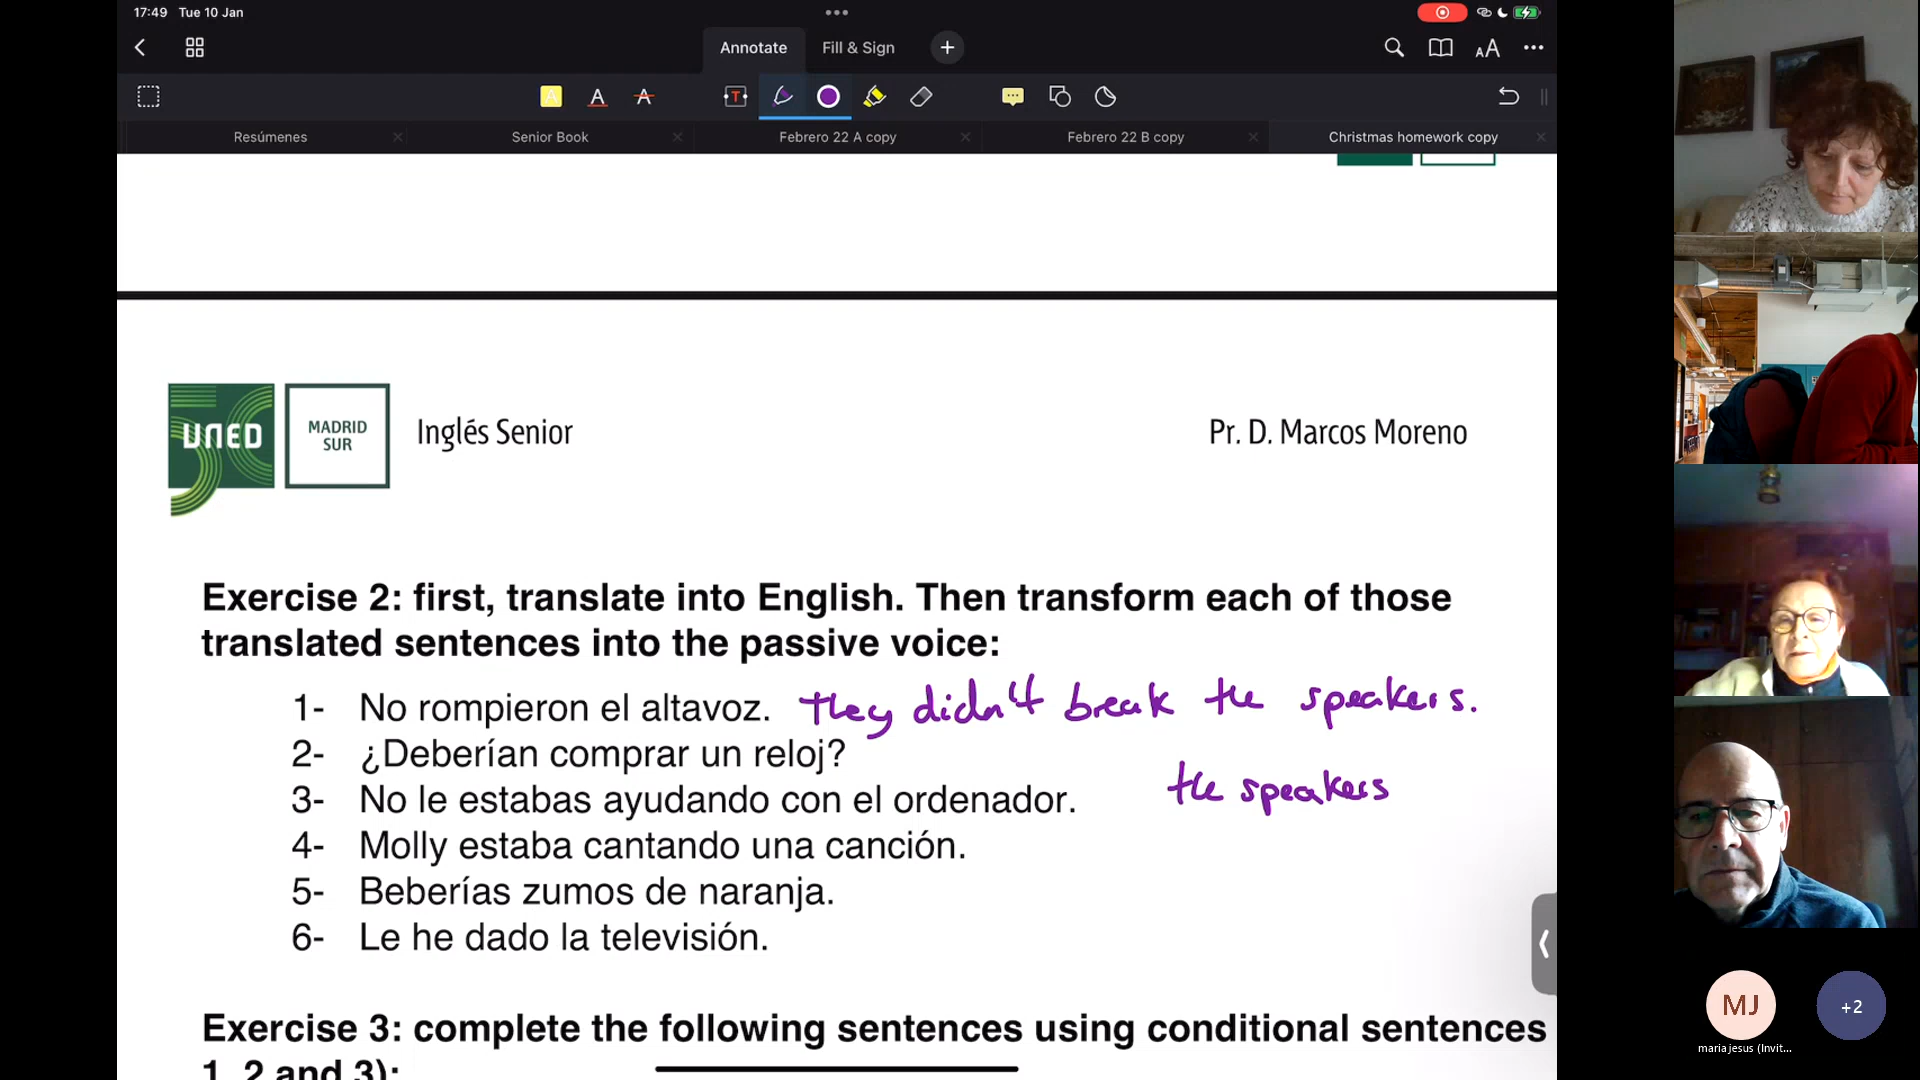 17:49 Tue 10 Jan
Annotate Fill & Sign
AA
A A A T
Resúmenes Senior Book Febrero 22 A copy Febrero 22 B copy Christmas homework copy
UNED MADRID SUR Inglés Senior Pr. D. Marcos Moreno
Exercise 2: first, translate into English. Then transform each of those
translated sentences into the passive voice:
1- No rompieron el altavoz. they didn't break the speakers.
2- ¿Deberían comprar un reloj?
the speakers
3- No le estabas ayudando con el ordenador.
4- Molly estaba cantando una canción.
5- Beberías zumos de naranja.
6- Le he dado la televisión.
Exercise 3: complete the following sentences using conditional sentences
1, 2 and 3):
MJ +2
maria jesus (Invit...